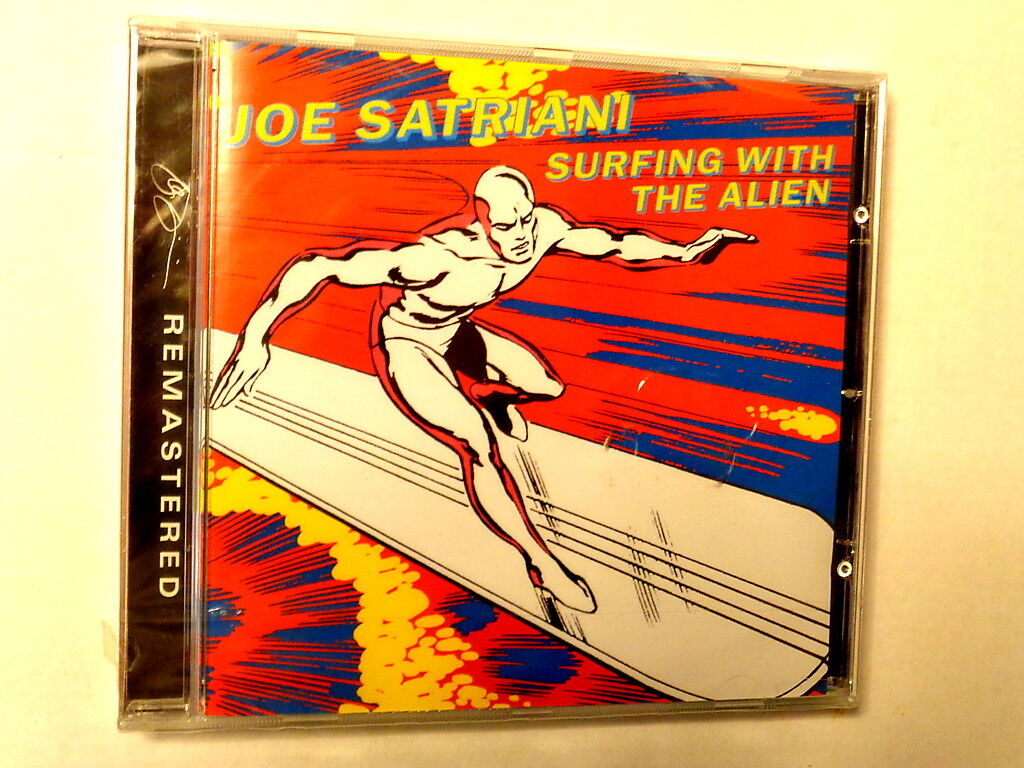 JOE SATRIANI
SURFING WITH
THE ALIEN
REMASTERED